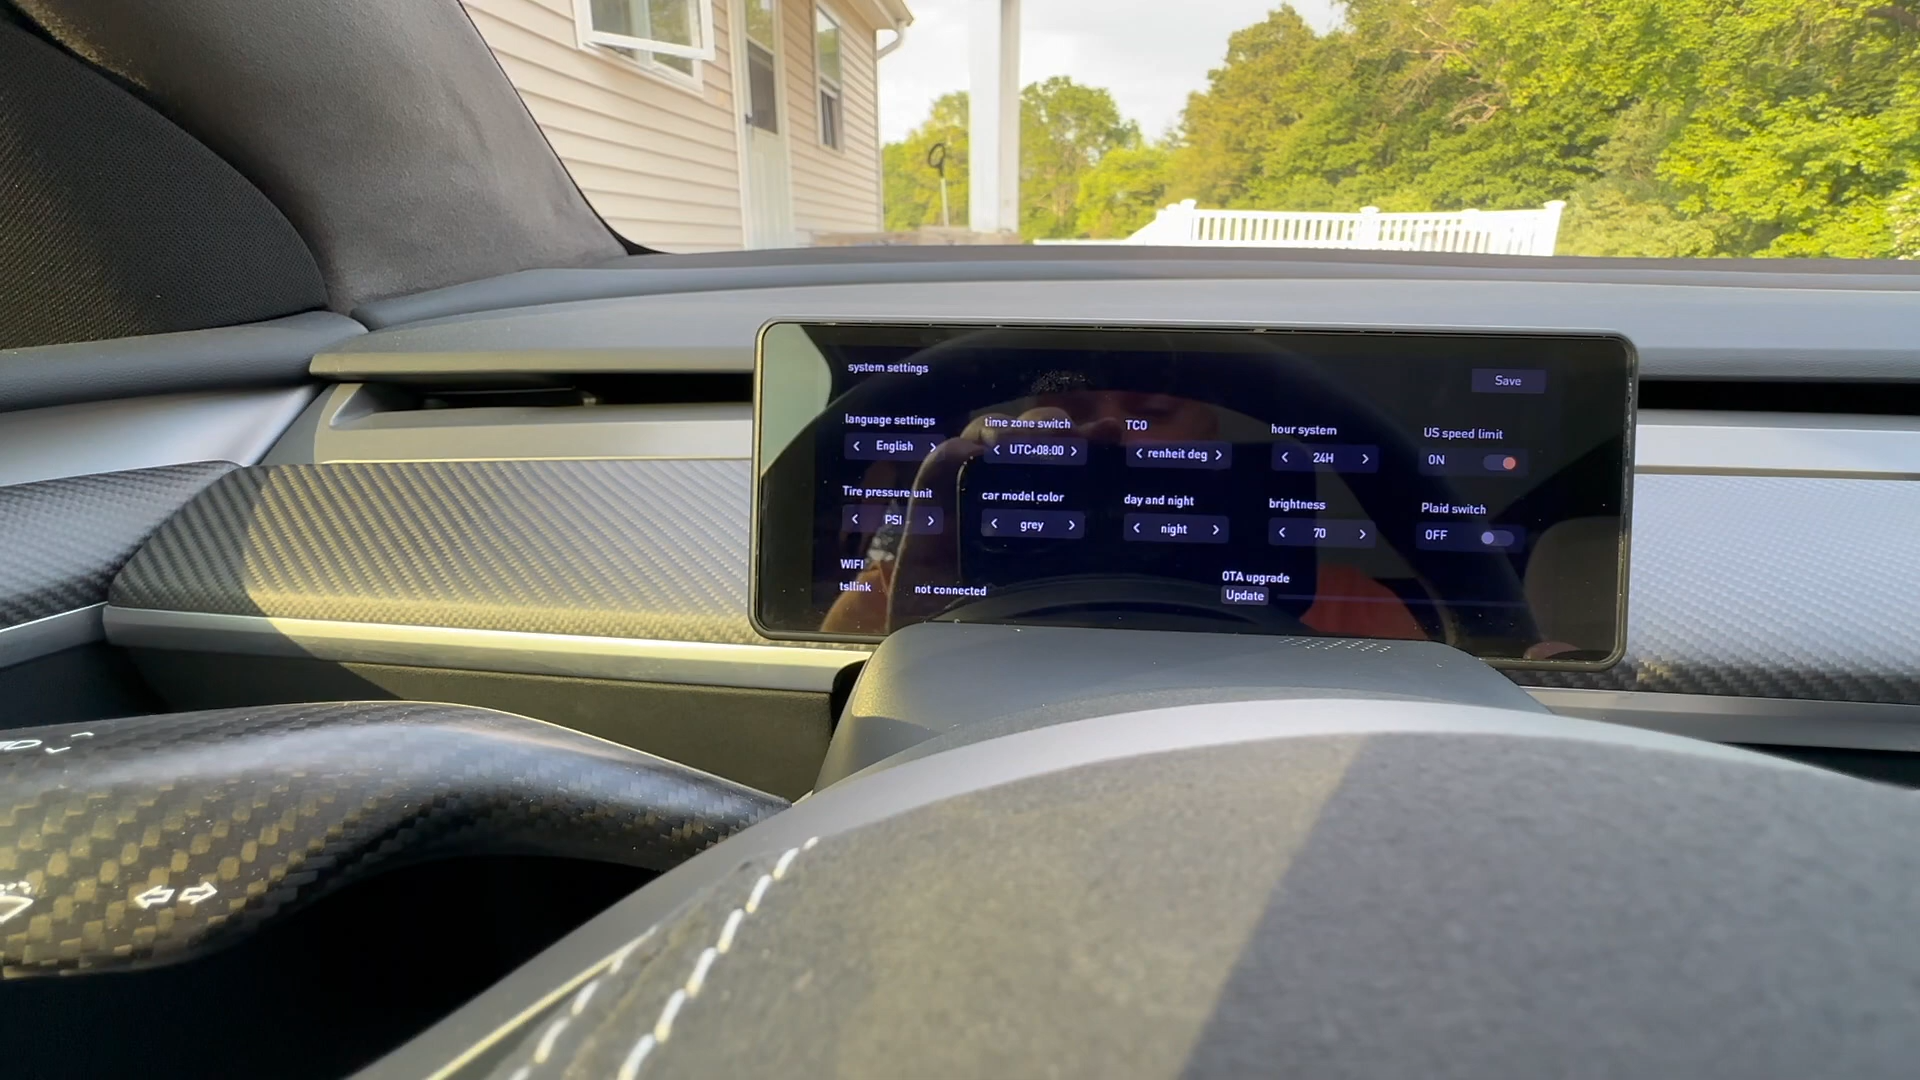 system settings
Save
language settings
English
time zone switch
UTC+08:00
TCO
renheit deg
hour system
24H
US speed limit
ON
Tire pressure unit
PSI
car model color
grey
day and night
night
brightness
70
Plaid switch
OFF
WIFI
tsllink
not connected
OTA upgrade
Update